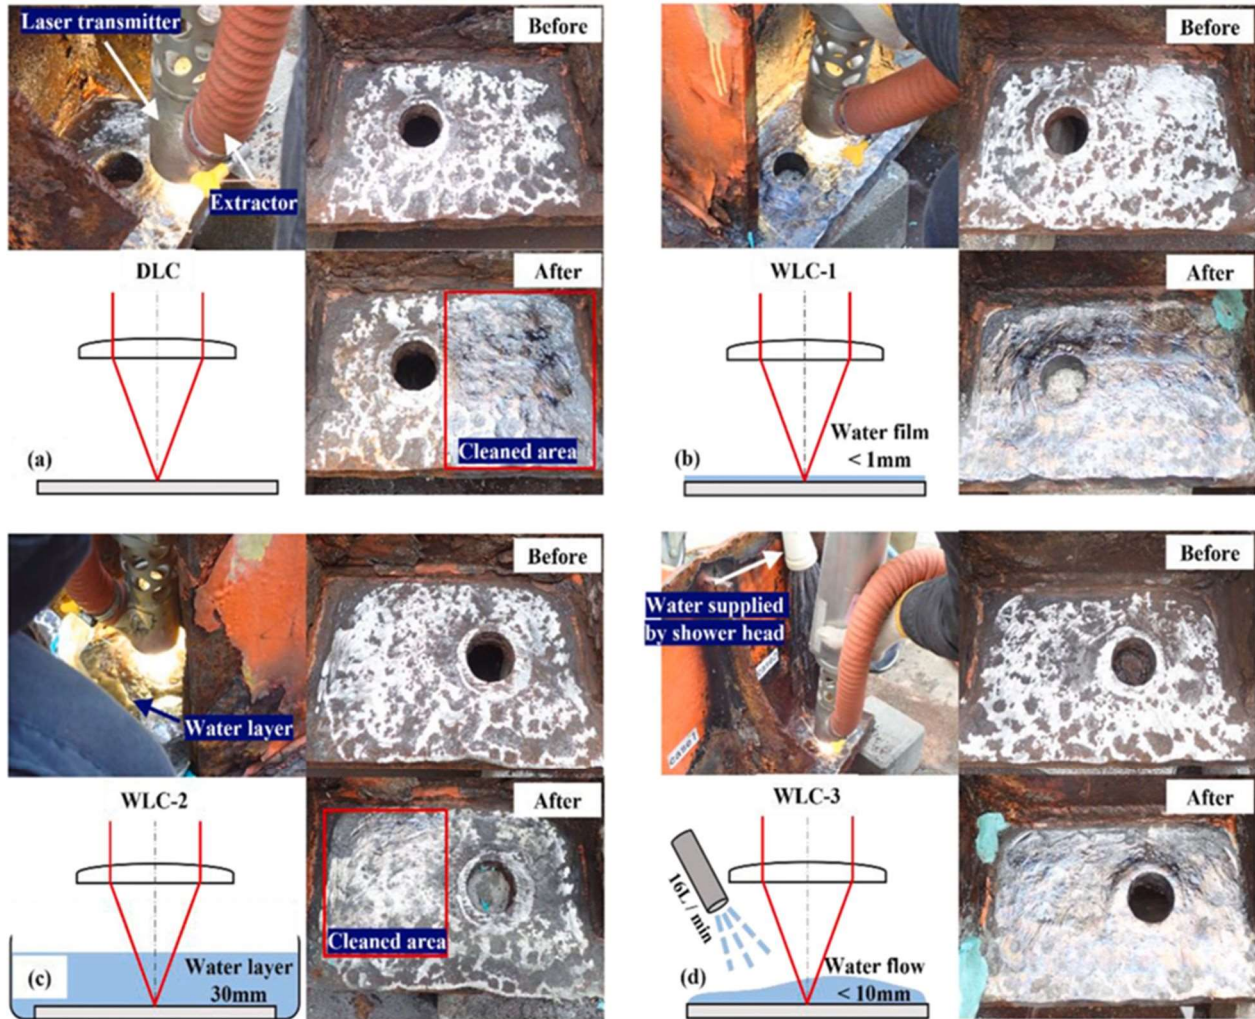 Laser transmitter
Extractor
Before
DLC
(a)
After
Cleaned area
Before
WLC-1
Water film
< 1mm
(b)
After
Water layer
Before
WLC-2
Water layer
30mm
(c)
After
Cleaned area
Water supplied
by shower head
case2
case1
Before
WLC-3
16L / min
Water flow
< 10mm
(d)
After